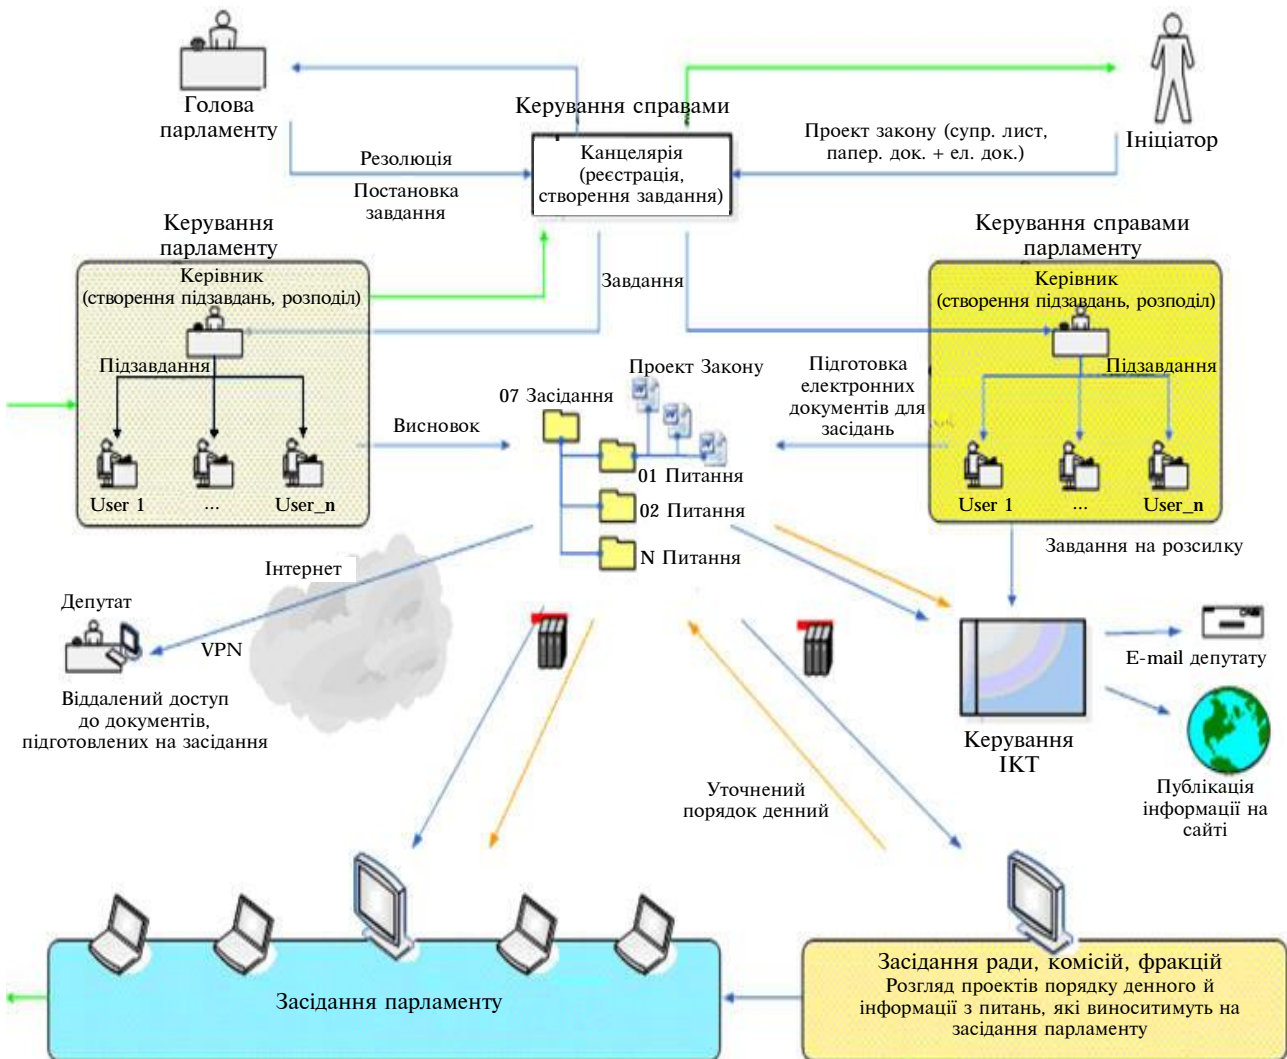 Голова
парламенту
Керування справами
Ініціатор
Канцелярія
(реєстрація,
створення завдання)
Резолюція
Постановка
завдання
Проект закону (супр. лист,
папер. док. + ел. док.)
Керування
парламенту
Керівник
(створення підзавдань, розподіл)
Підзавдання
User 1
...
User_n
Завдання
Керування справами
парламенту
Керівник
(створення підзавдань, розподіл)
Підзавдання
User 1
...
User_n
Висновок
Проект Закону
07 Засідання
01 Питання
02 Питання
N Питання
Підготовка
електронних
документів для
засідань
Завдання на розсилку
Інтернет
Депутат
VPN
Віддалений доступ
до документів,
підготовлених на засідання
E-mail депутату
Керування
ІКТ
Публікація
інформації на
сайті
Уточнений
порядок денний
Засідання парламенту
Засідання ради, комісій, фракцій
Розгляд проектів порядку денного й
інформації з питань, які виноситимуть на
засідання парламенту